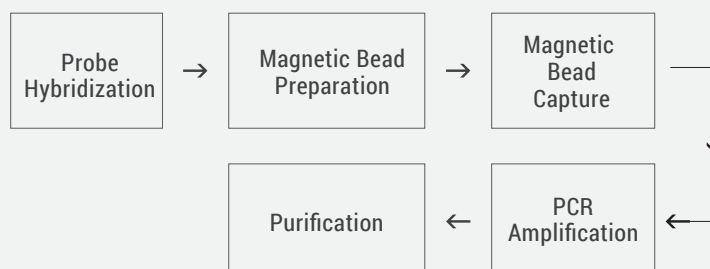 Probe
Hybridization
Magnetic Bead
Preparation
Magnetic
Bead
Capture
PCR
Amplification
Purification